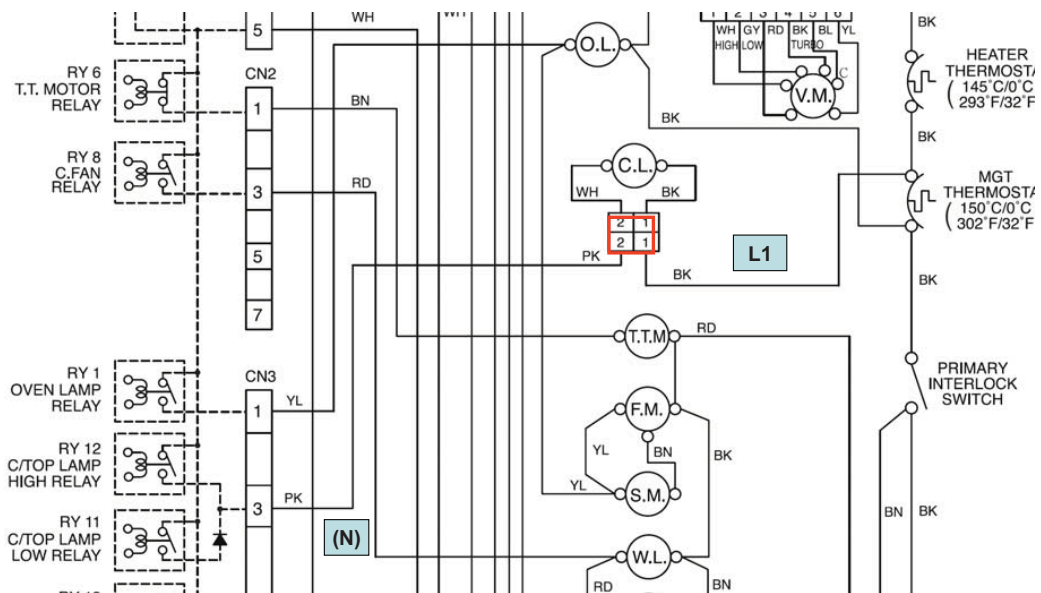 WH
WH
5
O.L.
1 2 3 4 5 6
WH GY RD BK BL YL
HIGH LOW TURBO
C
V.M.
BK
HEATER
THERMOSTA
( 145°C/0°C
293°F/32°F
BK
RY 6
T.T. MOTOR
RELAY
CN2
1
BN
BK
RY 8
C.FAN
RELAY
3
RD
C.L.
WH
BK
MGT
THERMOSTA
( 150°C/0°C
302°F/32°F
2 1
2 1
5
PK
BK
L1
BK
7
T.T.M
RD
RY 1
OVEN LAMP
RELAY
CN3
1
YL
PRIMARY
INTERLOCK
SWITCH
F.M.
YL
BN
BK
RY 12
C/TOP LAMP
HIGH RELAY
YL
S.M.
3
PK
BN
BK
RY 11
C/TOP LAMP
LOW RELAY
(N)
W.L.
RD
BN